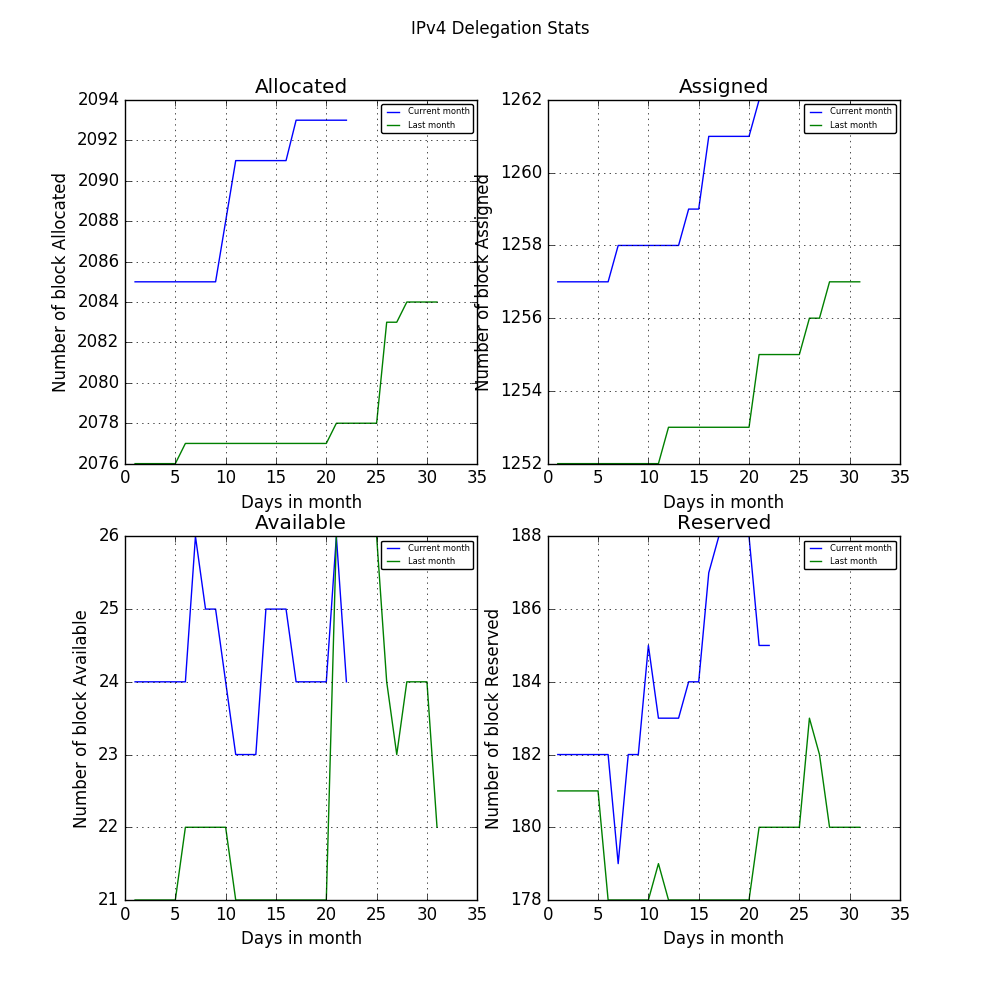 IPv4 Delegation Stats
Allocated
Number of block Allocated
2094
2092
2090
2088
2086
2084
2082
2080
2078
2076
Current month
Last month
0 5 10 15 20 25 30 35
Days in month
Assigned
Number of block Assigned
1262
1260
1258
1256
1254
1252
Current month
Last month
0 5 10 15 20 25 30 35
Days in month
Available
Number of block Available
26
25
24
23
22
21
Current month
Last month
0 5 10 15 20 25 30 35
Days in month
Reserved
Number of block Reserved
188
186
184
182
180
178
Current month
Last month
0 5 10 15 20 25 30 35
Days in month